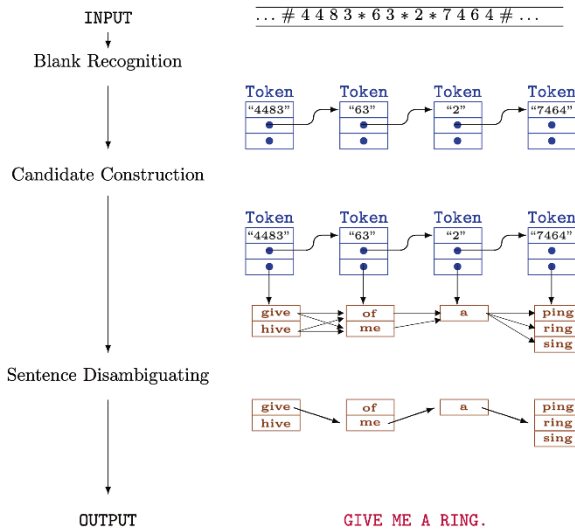 INPUT
... # 4 4 8 3 * 6 3 * 2 * 7 4 6 4 # ...
Blank Recognition
Token Token Token Token
"4483" "63" "2" "7464"
Candidate Construction
Token Token Token Token
"4483" "63" "2" "7464"
give of a ping
hive me ring
sing
Sentence Disambiguating
give of a ping
hive me ring
sing
OUTPUT GIVE ME A RING.